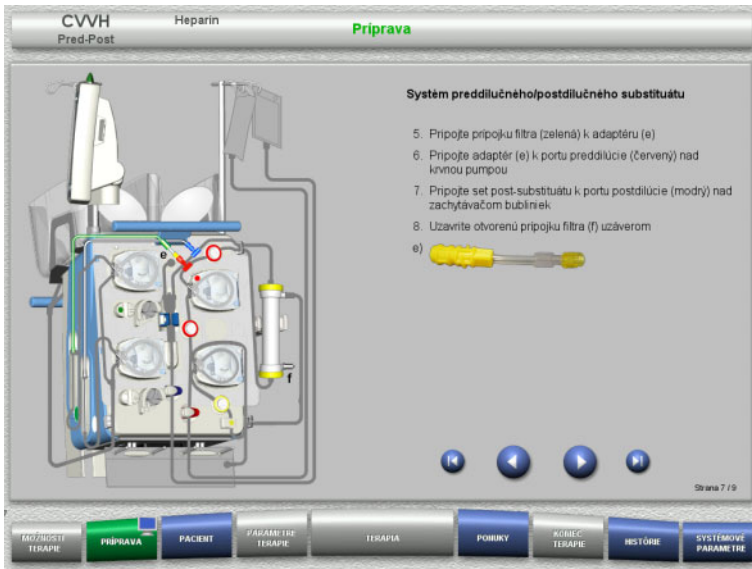 CVVH
Pred-Post
Heparin
Príprava
Systém preddilučného/postdilučného substituátu
5. Pripojte prípojku filtra (zelená) k adaptéru (e)
6. Pripojte adaptér (e) k portu preddilúcie (červený) nad
krvnou pumpou
7. Pripojte set post-substituátu k portu postdilúcie (modrý) nad
zachytávačom bubliniek
8. Uzavrite otvorenú prípojku filtra (f) uzáverom
e)
e
f
Strana 7 / 9
MOŽNOSTI
TERAPIE
PRÍPRAVA
PACIENT
PARAMETRE
TERAPIE
TERAPIA
PONUKY
KONIEC
TERAPIE
HISTÓRIE
SYSTÉMOVÉ
PARAMETRE